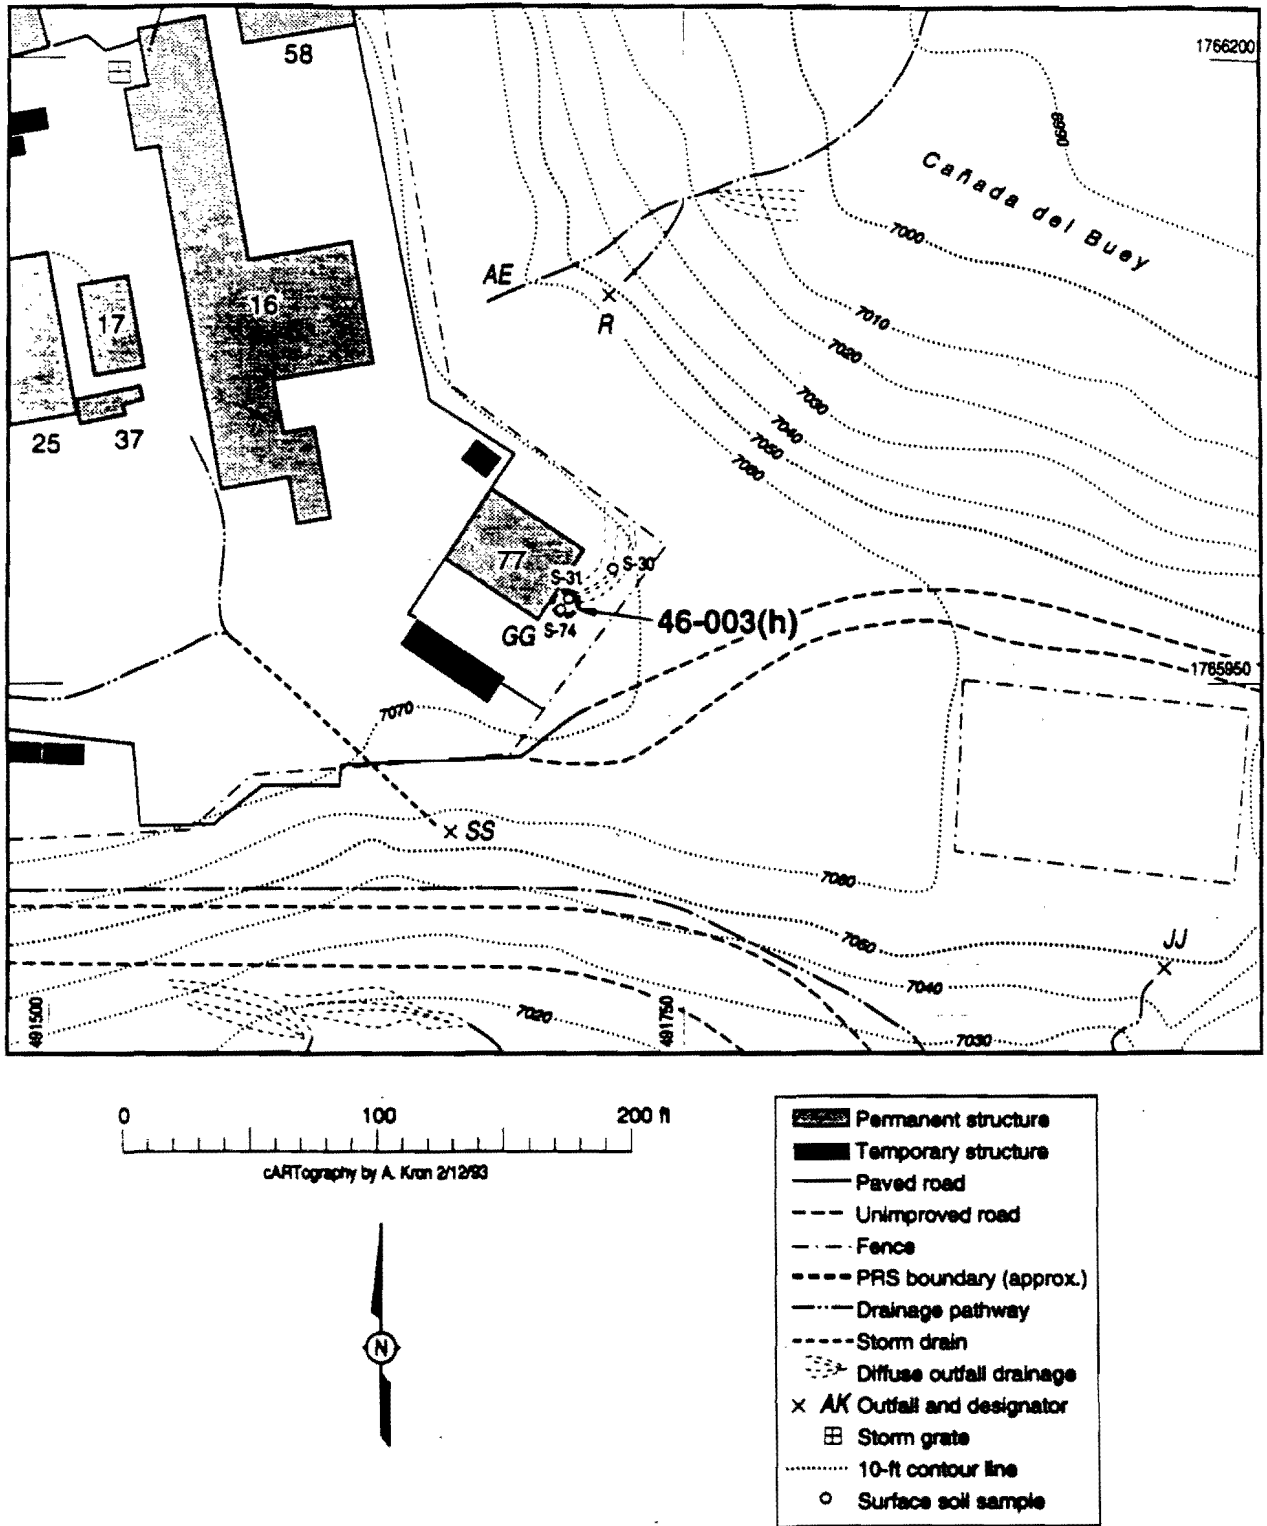 58
1766200
6990
Cañada del Buey
7000
AE
16
R
17
7010
7020
7030
25
37
7040
7050
7060
77
S-31
S-30
46-003(h)
GG
S-74
1765950
7070
SS
7060
JJ
7040
491500
491750
7020
7030
0 100 200 ft
cARTography by A. Kron 2/12/93
N
Permanent structure
Temporary structure
Paved road
Unimproved road
Fence
PRS boundary (approx.)
Drainage pathway
Storm drain
Diffuse outfall drainage
AK Outfall and designator
Storm grate
10-ft contour line
Surface soil sample